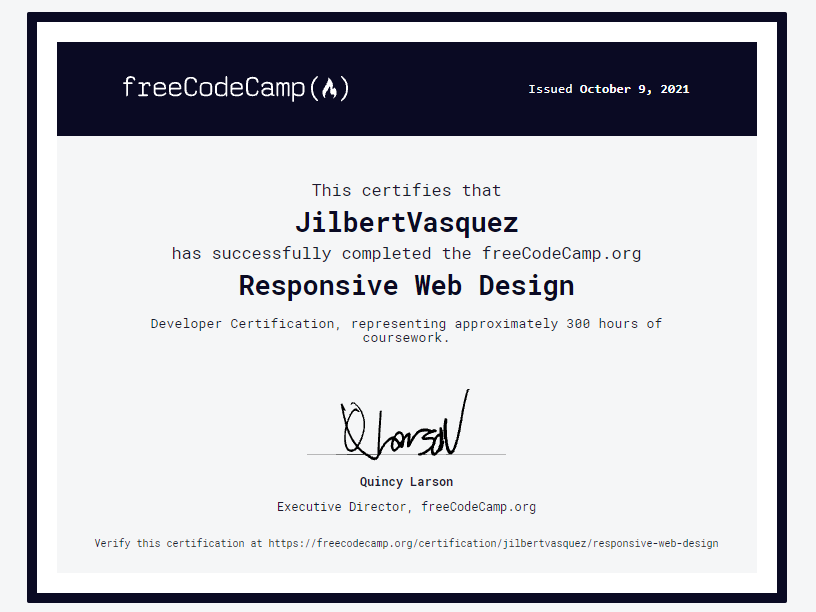 freeCodeCamp(🔥)
Issued October 9, 2021
This certifies that
JilbertVasquez
has successfully completed the freeCodeCamp.org
Responsive Web Design
Developer Certification, representing approximately 300 hours of
coursework.
QLarson
Quincy Larson
Executive Director, freeCodeCamp.org
Verify this certification at https://freecodecamp.org/certification/jilbertvasquez/responsive-web-design